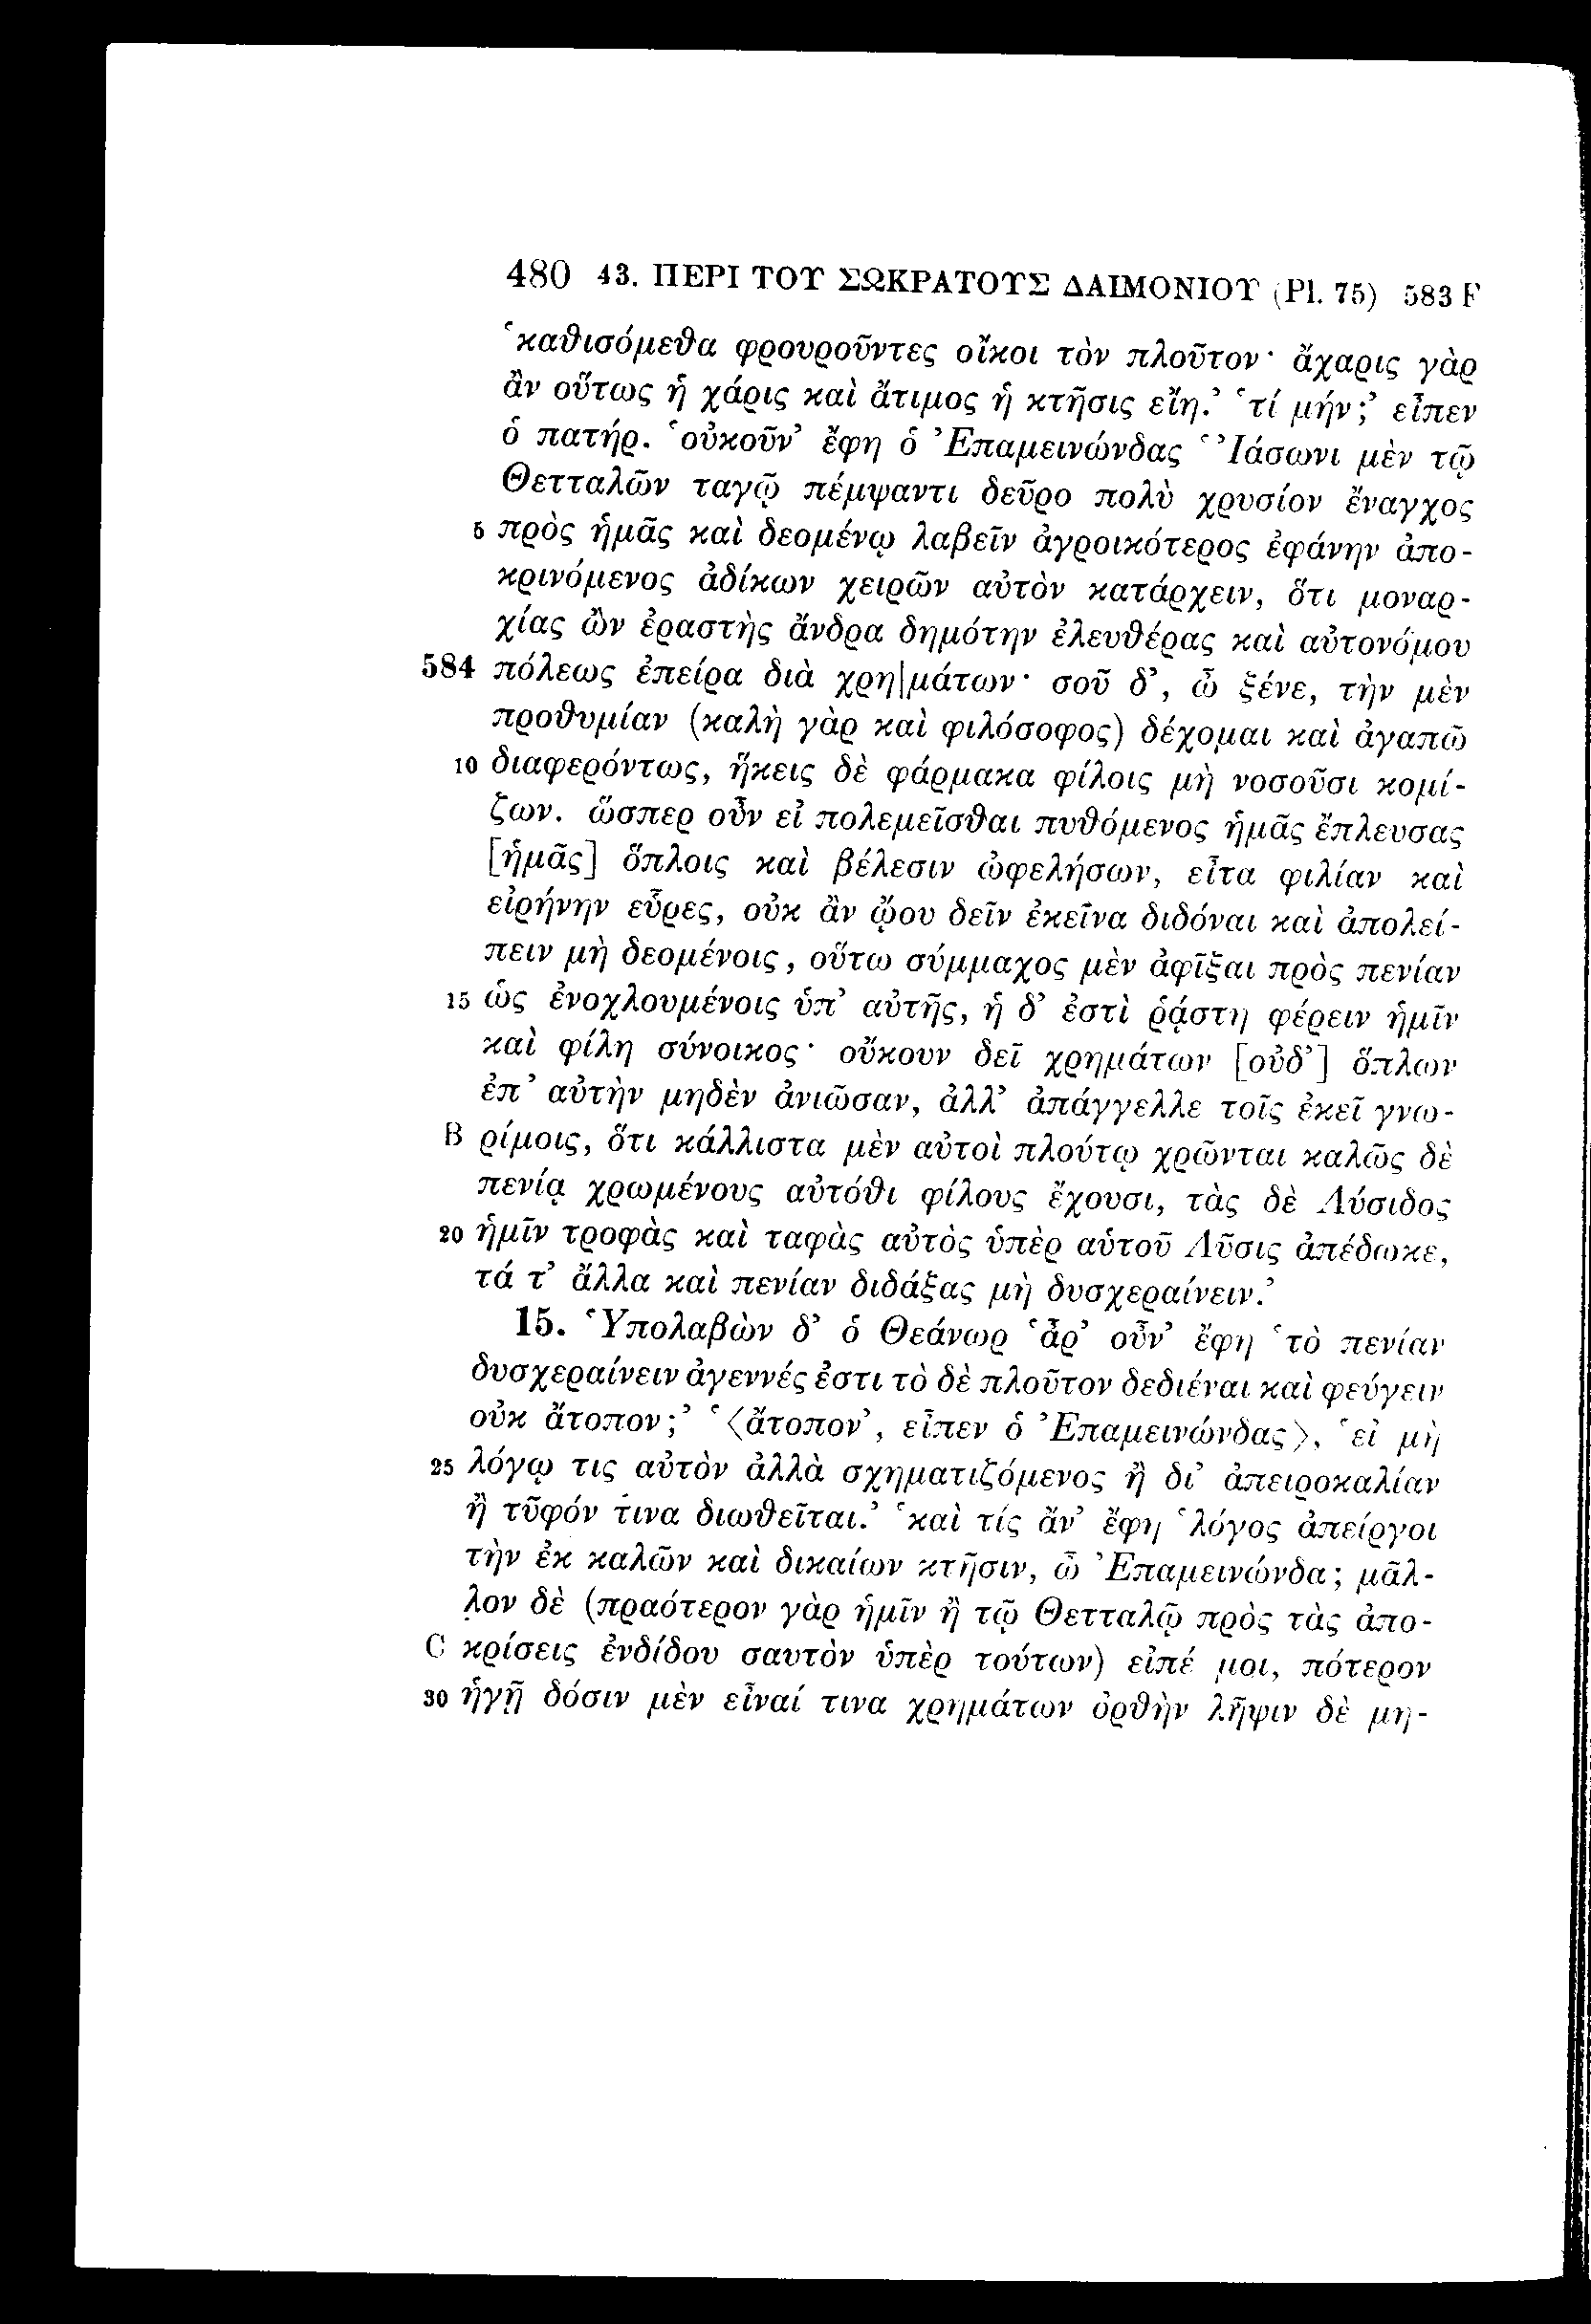 480 43. ΠΕΡΙ ΤΟΥ ΣΩΚΡΑΤΟΥΣ ΔΑΙΜΟΝΙΟΥ (Pl. 75) 583 F
‘καθισόμεθα φρουροῦντες οἴκοι τὸν πλοῦτον· ἄχαρις γὰρ
ἂν οὕτως ἡ χάρις καὶ ἄτιμος ἡ κτῆσις εἴη.’ ‘τί μήν;’ εἶπεν
ὁ πατήρ. ‘οὐκοῦν’ ἔφη ὁ Ἐπαμεινώνδας ‘Ἰάσωνι μὲν τῷ
Θετταλῶν ταγῷ πέμψαντι δεῦρο πολὺ χρυσίον ἔναγχος
5 πρὸς ἡμᾶς καὶ δεομένῳ λαβεῖν ἀγροικότερος ἐφάνην ἀπο-
κρινόμενος ἀδίκων χειρῶν αὐτὸν κατάρχειν, ὅτι μοναρ-
χίας ὢν ἐραστὴς ἄνδρα δημότην ἐλευθέρας καὶ αὐτονόμου
584 πόλεως ἐπείρα διὰ χρη|μάτων· σοῦ δ’, ὦ ξένε, τὴν μὲν
προθυμίαν (καλὴ γὰρ καὶ φιλόσοφος) δέχομαι καὶ ἀγαπῶ
10 διαφερόντως, ἥκεις δὲ φάρμακα φίλοις μὴ νοσοῦσι κομί-
ζων. ὥσπερ οὖν εἰ πολεμεῖσθαι πυθόμενος ἡμᾶς ἔπλευσας
[ἡμᾶς] ὅπλοις καὶ βέλεσιν ὠφελήσων, εἶτα φιλίαν καὶ
εἰρήνην εὗρες, οὐκ ἂν ᾤου δεῖν ἐκεῖνα διδόναι καὶ ἀπολεί-
πειν μὴ δεομένοις, οὕτω σύμμαχος μὲν ἀφῖξαι πρὸς πενίαν
15 ὡς ἐνοχλουμένοις ὑπ’ αὐτῆς, ἡ δ’ ἐστὶ ῥᾴστη φέρειν ἡμῖν
καὶ φίλη σύνοικος· οὔκουν δεῖ χρημάτων [οὐδ’] ὅπλων
ἐπ’ αὐτὴν μηδὲν ἀνιῶσαν, ἀλλ’ ἀπάγγελλε τοῖς ἐκεῖ γνω-
B ρίμοις, ὅτι κάλλιστα μὲν αὐτοὶ πλούτῳ χρῶνται καλῶς δὲ
πενίᾳ χρωμένους αὐτόθι φίλους ἔχουσι, τὰς δὲ Λύσιδος
20 ἡμῖν τροφὰς καὶ ταφὰς αὐτὸς ὑπὲρ αὑτοῦ Λῦσις ἀπέδωκε,
τά τ’ ἄλλα καὶ πενίαν διδάξας μὴ δυσχεραίνειν.’
15. Ὑπολαβὼν δ’ ὁ Θεάνωρ ‘ἆρ’ οὖν’ ἔφη ‘τὸ πενίαν
δυσχεραίνειν ἀγεννές ἐστι τὸ δὲ πλοῦτον δεδιέναι καὶ φεύγειν
οὐκ ἄτοπον;’ ‘⟨ἄτοπον’, εἶπεν ὁ Ἐπαμεινώνδας⟩, ‘εἰ μὴ
25 λόγῳ τις αὐτὸν ἀλλὰ σχηματιζόμενος ἢ δι’ ἀπειροκαλίαν
ἢ τῦφόν τινα διωθεῖται.’ ‘καὶ τίς ἄν’ ἔφη ‘λόγος ἀπείργοι
τὴν ἐκ καλῶν καὶ δικαίων κτῆσιν, ὦ Ἐπαμεινώνδα; μᾶλ-
λον δὲ (πραότερον γὰρ ἡμῖν ἢ τῷ Θετταλῷ πρὸς τὰς ἀπο-
C κρίσεις ἐνδίδου σαυτὸν ὑπὲρ τούτων) εἰπέ μοι, πότερον
30 ἡγῇ δόσιν μὲν εἶναί τινα χρημάτων ὀρθὴν λῆψιν δὲ μη-